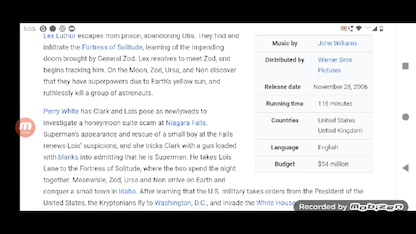 5:55
Lex Luthor escapes from prison, abandoning Otis. They find and
infiltrate the Fortress of Solitude, learning of the impending
doom brought by General Zod. Lex resolves to meet Zod, and
begins tracking him. On the Moon, Zod, Ursa, and Non discover
that they have superpowers due to Earth's yellow sun, and
ruthlessly kill a group of astronauts.
Perry White has Clark and Lois pose as newlyweds to
investigate a honeymoon suite scam at Niagara Falls.
Superman's appearance and rescue of a small boy at the Falls
renews Lois' suspicions, and she tricks Clark with a gun loaded
with blanks into admitting that he is Superman. He takes Lois
Lane to the Fortress of Solitude, where the two spend the night
together. Meanwhile, Zod, Ursa and Non arrive on Earth and
conquer a small town in Idaho. After learning that the U.S. military takes orders from the President of the
United States, the Kryptonians fly to Washington, D.C., and invade the White House
Music by John Williams
Distributed by Warner Bros.
Pictures
Release date November 28, 2006
Running time 116 minutes
Countries United States
United Kingdom
Language English
Budget $54 million
Recorded by Mobizen